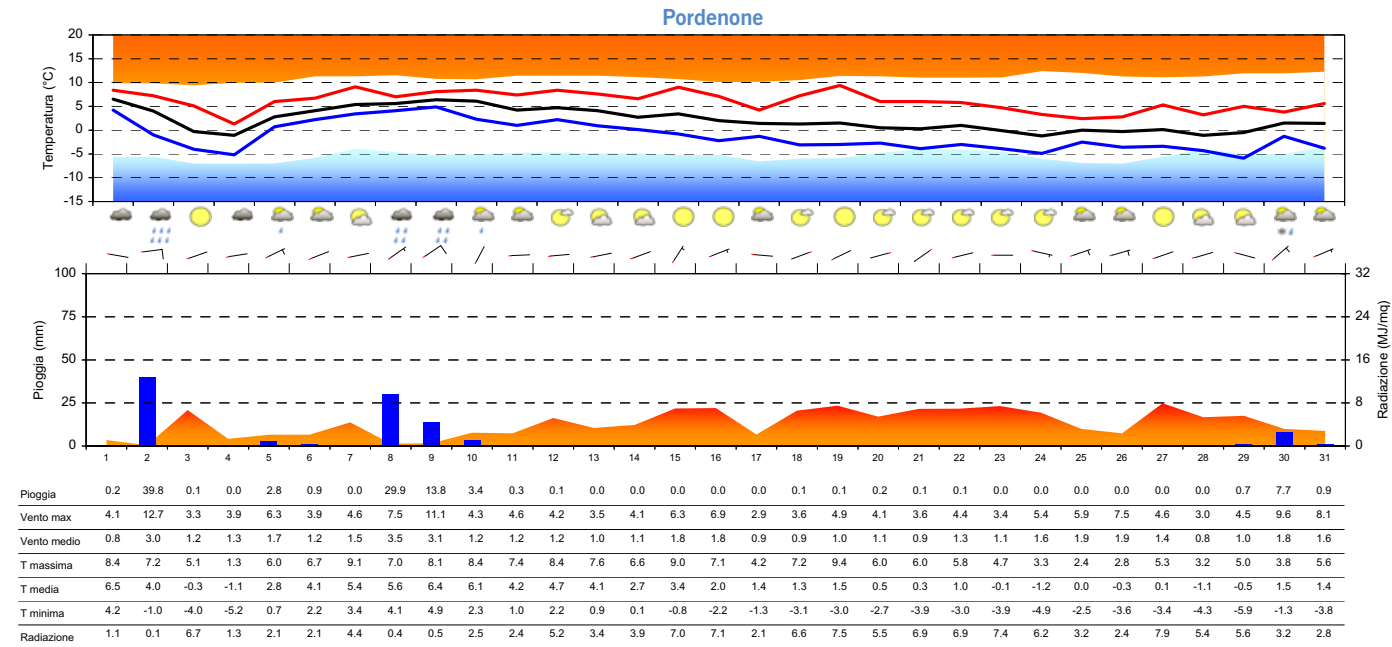 Pordenone
20
15
10
5
0
-5
-10
-15
Temperatura (°C)
100
75
50
25
0
Pioggia (mm)
32
24
16
8
0
Radiazione (MJ/mq)
1 2 3 4 5 6 7 8 9 10 11 12 13 14 15 16 17 18 19 20 21 22 23 24 25 26 27 28 29 30 31
Pioggia 0.2 39.8 0.1 0.0 2.8 0.9 0.0 29.9 13.8 3.4 0.3 0.1 0.0 0.0 0.0 0.0 0.0 0.1 0.1 0.2 0.1 0.1 0.0 0.0 0.0 0.0 0.0 0.0 0.7 7.7 0.9
Vento max 4.1 12.7 3.3 3.9 6.3 3.9 4.6 7.5 11.1 4.3 4.6 4.2 3.5 4.1 6.3 6.9 2.9 3.6 4.9 4.1 3.6 4.4 3.4 5.4 5.9 7.5 4.6 3.0 4.5 9.6 8.1
Vento medio 0.8 3.0 1.2 1.3 1.7 1.2 1.5 3.5 3.1 1.2 1.2 1.2 1.0 1.1 1.8 1.8 0.9 0.9 1.0 1.1 0.9 1.3 1.1 1.6 1.9 1.9 1.4 0.8 1.0 1.8 1.6
T massima 8.4 7.2 5.1 1.3 6.0 6.7 9.1 7.0 8.1 8.4 7.4 8.4 7.6 6.6 9.0 7.1 4.2 7.2 9.4 6.0 6.0 5.8 4.7 3.3 2.4 2.8 5.3 3.2 5.0 3.8 5.6
T media 6.5 4.0 -0.3 -1.1 2.8 4.1 5.4 5.6 6.4 6.1 4.2 4.7 4.1 2.7 3.4 2.0 1.4 1.3 1.5 0.5 0.3 1.0 -0.1 -1.2 0.0 -0.3 0.1 -1.1 -0.5 1.5 1.4
T minima 4.2 -1.0 -4.0 -5.2 0.7 2.2 3.4 4.1 4.9 2.3 1.0 2.2 0.9 0.1 -0.8 -2.2 -1.3 -3.1 -3.0 -2.7 -3.9 -3.0 -3.9 -4.9 -2.5 -3.6 -3.4 -4.3 -5.9 -1.3 -3.8
Radiazione 1.1 0.1 6.7 1.3 2.1 2.1 4.4 0.4 0.5 2.5 2.4 5.2 3.4 3.9 7.0 7.1 2.1 6.6 7.5 5.5 6.9 6.9 7.4 6.2 3.2 2.4 7.9 5.4 5.6 3.2 2.8